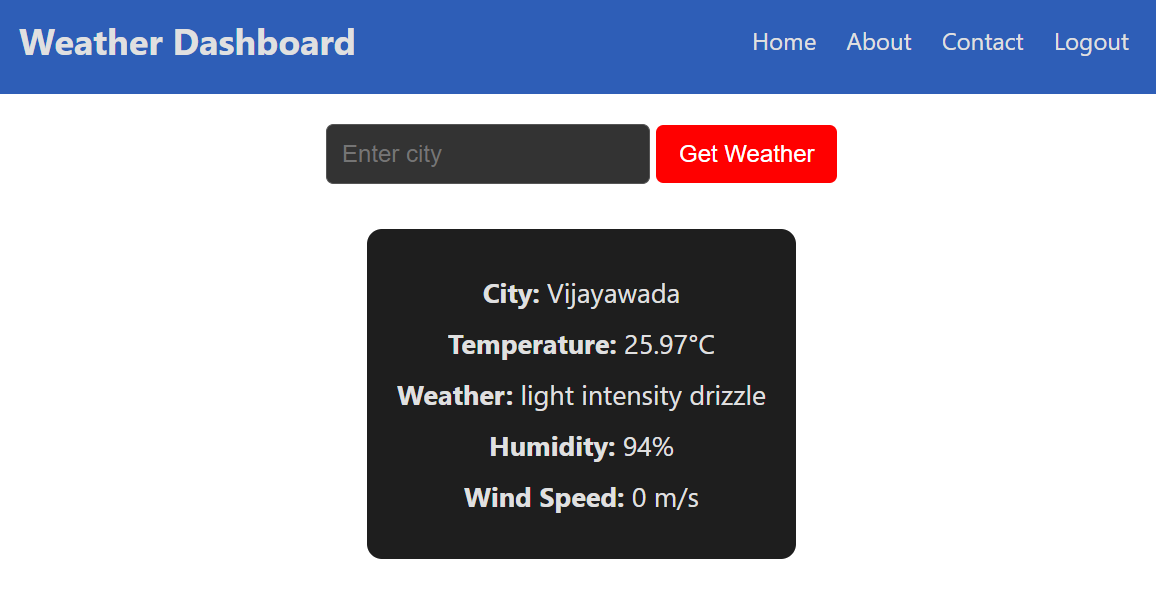 Weather Dashboard
Home About Contact Logout
Enter city
Get Weather
City: Vijayawada
Temperature: 25.97°C
Weather: light intensity drizzle
Humidity: 94%
Wind Speed: 0 m/s